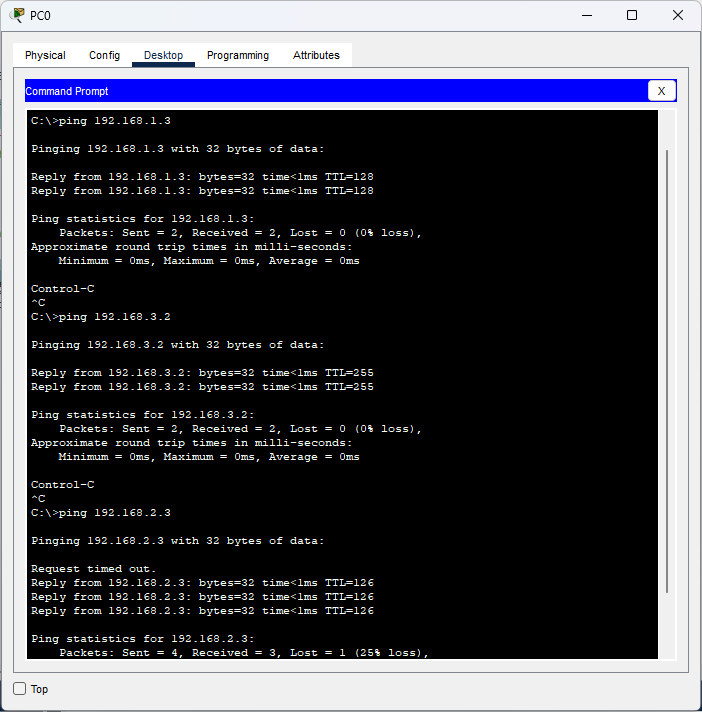 PC0
Physical Config Desktop Programming Attributes
Command Prompt
X
C:\>ping 192.168.1.3
Pinging 192.168.1.3 with 32 bytes of data:
Reply from 192.168.1.3: bytes=32 time<1ms TTL=128
Reply from 192.168.1.3: bytes=32 time<1ms TTL=128
Ping statistics for 192.168.1.3:
Packets: Sent = 2, Received = 2, Lost = 0 (0% loss),
Approximate round trip times in milli-seconds:
Minimum = 0ms, Maximum = 0ms, Average = 0ms
Control-C
^C
C:\>ping 192.168.3.2
Pinging 192.168.3.2 with 32 bytes of data:
Reply from 192.168.3.2: bytes=32 time<1ms TTL=255
Reply from 192.168.3.2: bytes=32 time<1ms TTL=255
Ping statistics for 192.168.3.2:
Packets: Sent = 2, Received = 2, Lost = 0 (0% loss),
Approximate round trip times in milli-seconds:
Minimum = 0ms, Maximum = 0ms, Average = 0ms
Control-C
^C
C:\>ping 192.168.2.3
Pinging 192.168.2.3 with 32 bytes of data:
Request timed out.
Reply from 192.168.2.3: bytes=32 time<1ms TTL=126
Reply from 192.168.2.3: bytes=32 time<1ms TTL=126
Reply from 192.168.2.3: bytes=32 time<1ms TTL=126
Ping statistics for 192.168.2.3:
Packets: Sent = 4, Received = 3, Lost = 1 (25% loss),
Top